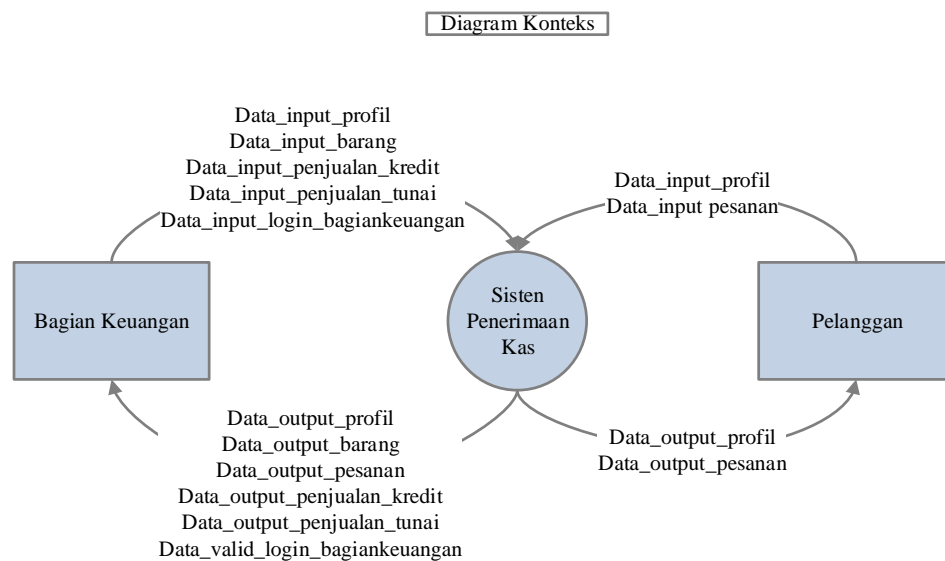 Diagram Konteks
Data_input_profil
Data_input_barang
Data_input_penjualan_kredit
Data_input_penjualan_tunai
Data_input_login_bagiankeuangan
Data_input_profil
Data_input pesanan
Bagian Keuangan
Sisten
Penerimaan
Kas
Pelanggan
Data_output_profil
Data_output_barang
Data_output_pesanan
Data_output_penjualan_kredit
Data_output_penjualan_tunai
Data_valid_login_bagiankeuangan
Data_output_profil
Data_output_pesanan